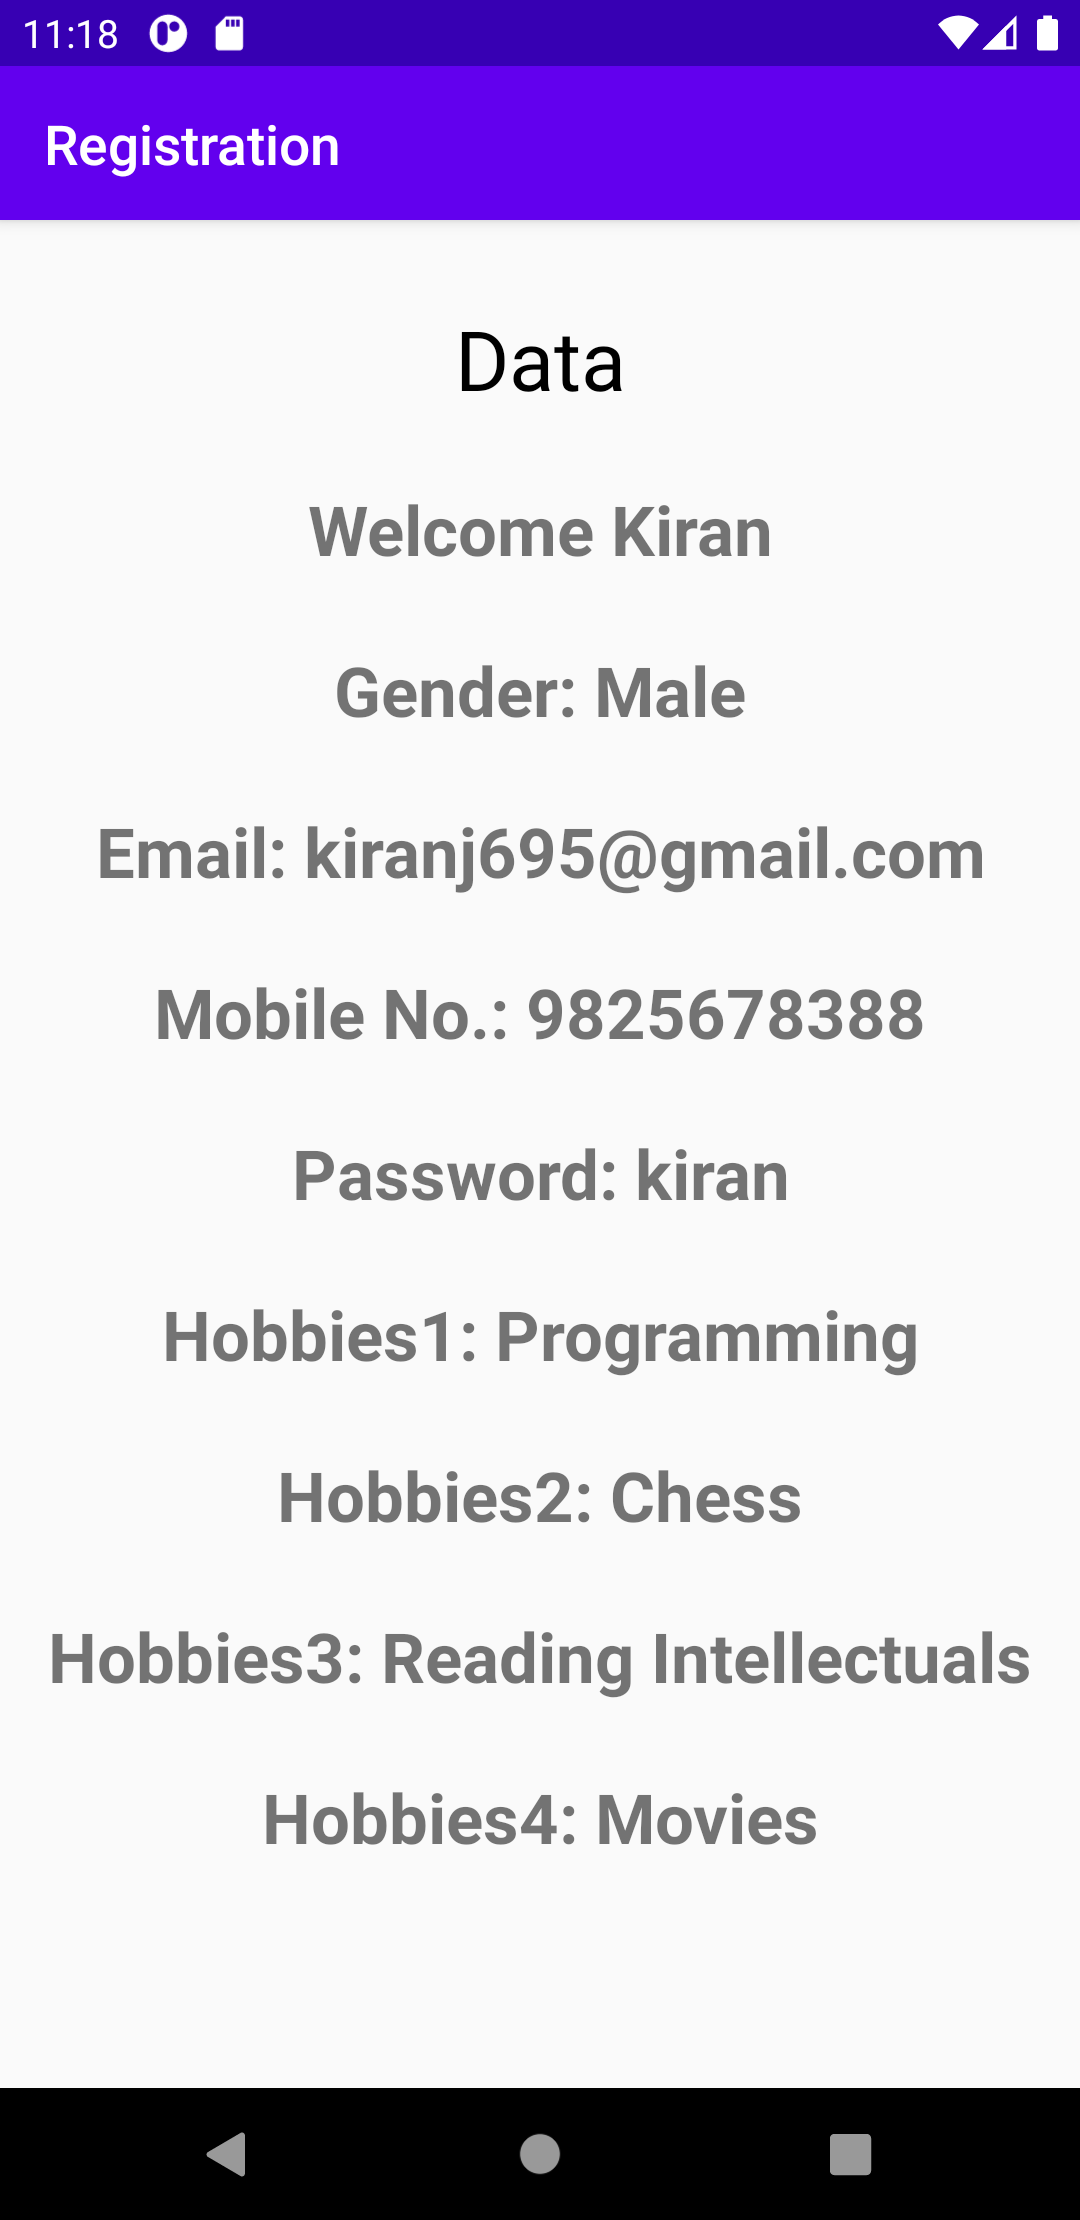 11:18
Registration
Data
Welcome Kiran
Gender: Male
Email: kiranj695@gmail.com
Mobile No.: 9825678388
Password: kiran
Hobbies1: Programming
Hobbies2: Chess
Hobbies3: Reading Intellectuals
Hobbies4: Movies